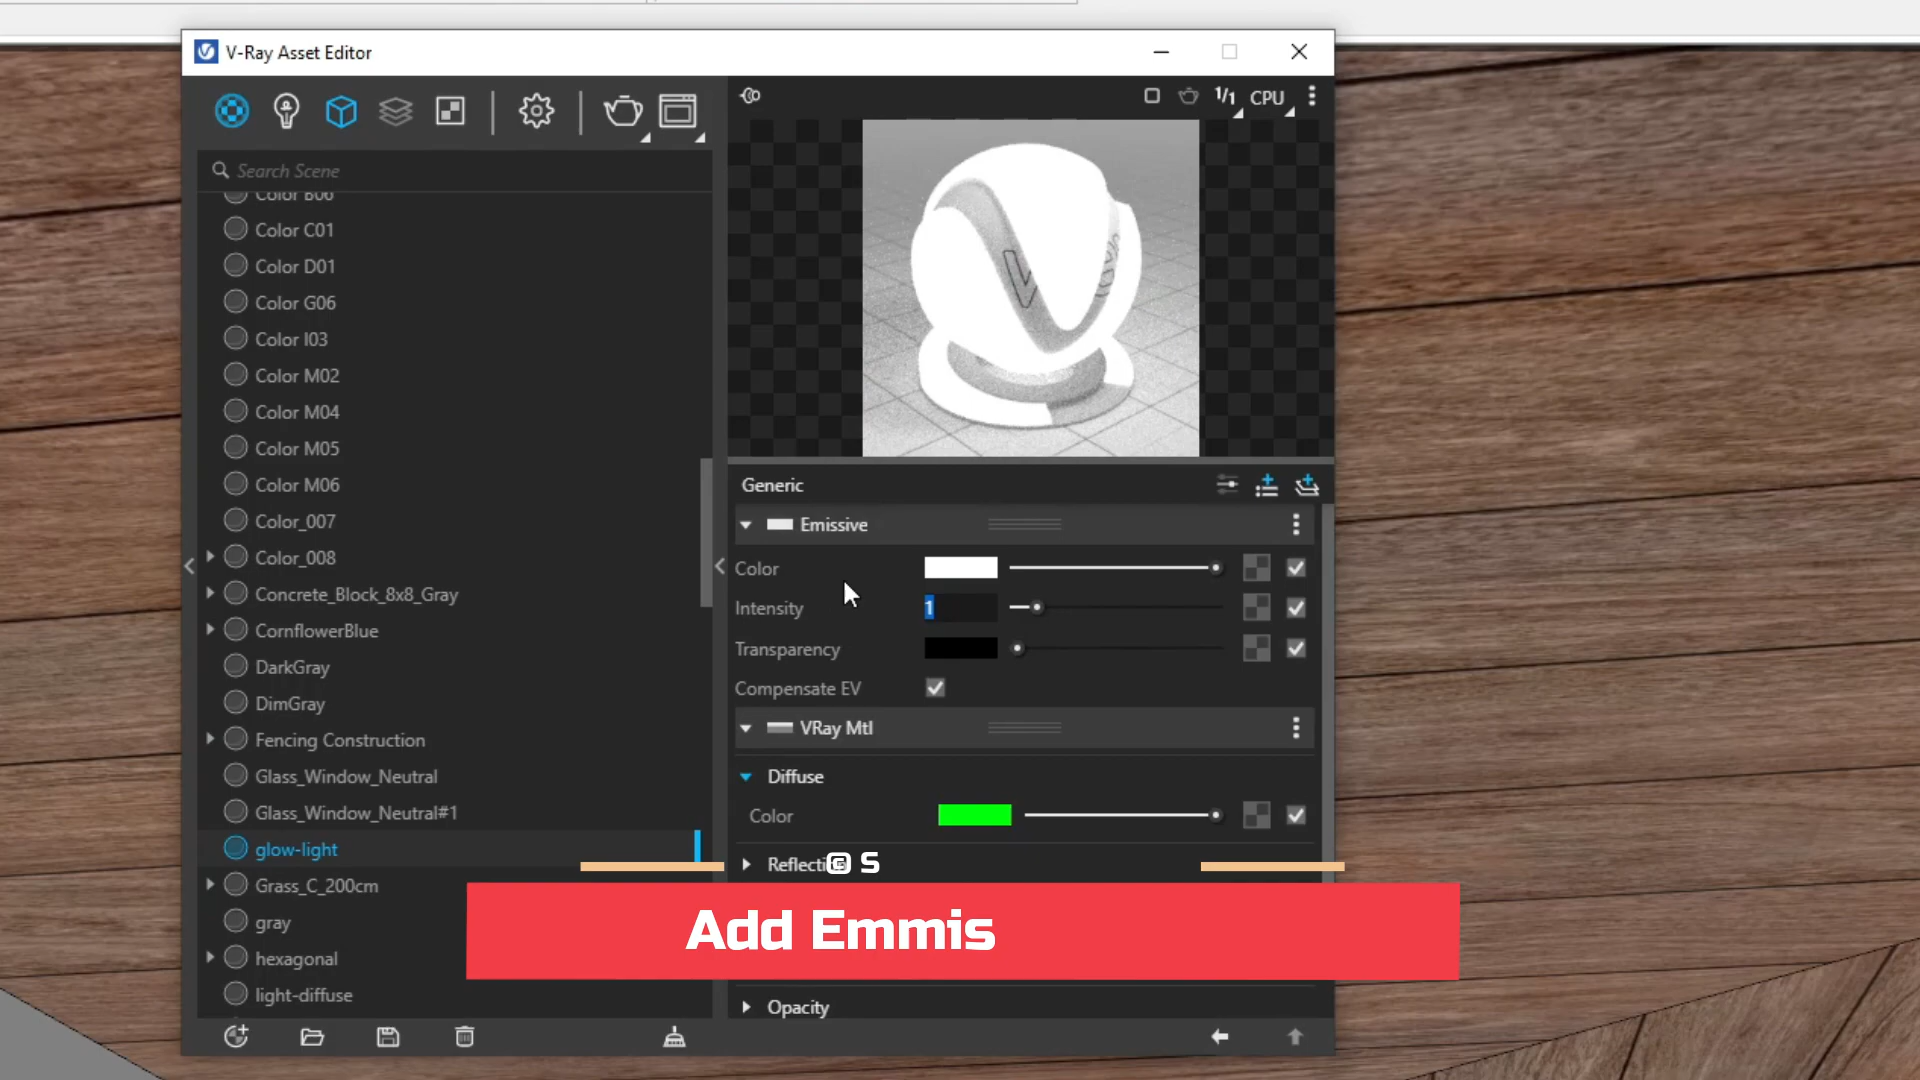 V-Ray Asset Editor
1/1 CPU
Search Scene
Color B06
Color C01
Color D01
Color G06
Color I03
Color M02
Color M04
Color M05
Color M06
Color_007
Color_008
Concrete_Block_8x8_Gray
CornflowerBlue
DarkGray
DimGray
Fencing Construction
Glass_Window_Neutral
Glass_Window_Neutral#1
glow-light
Grass_C_200cm
gray
hexagonal
light-diffuse
Generic
Emissive
Color
Intensity 1
Transparency
Compensate EV
VRay Mtl
Diffuse
Color
Reflection
@ S
Add Emmis
Opacity